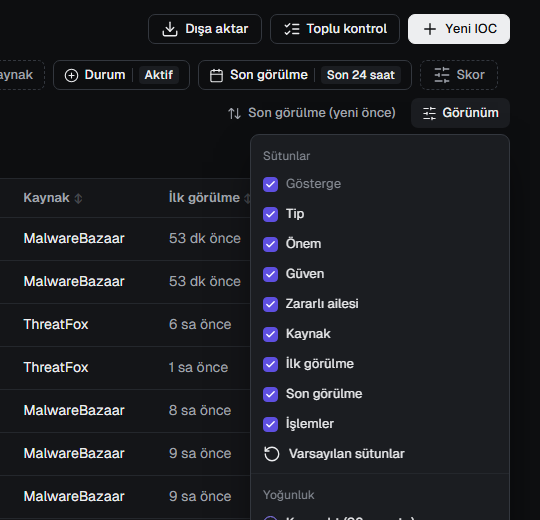 Dışa aktar
Toplu kontrol
Yeni IOC
aynak
Durum
Aktif
Son görülme
Son 24 saat
Skor
Son görülme (yeni önce)
Görünüm
Sütunlar
Gösterge
Tip
Önem
Güven
Zararlı ailesi
Kaynak
İlk görülme
Son görülme
İşlemler
Varsayılan sütunlar
Yoğunluk
Kaynak
İlk görülme
MalwareBazaar
53 dk önce
MalwareBazaar
53 dk önce
ThreatFox
6 sa önce
ThreatFox
1 sa önce
MalwareBazaar
8 sa önce
MalwareBazaar
9 sa önce
MalwareBazaar
9 sa önce